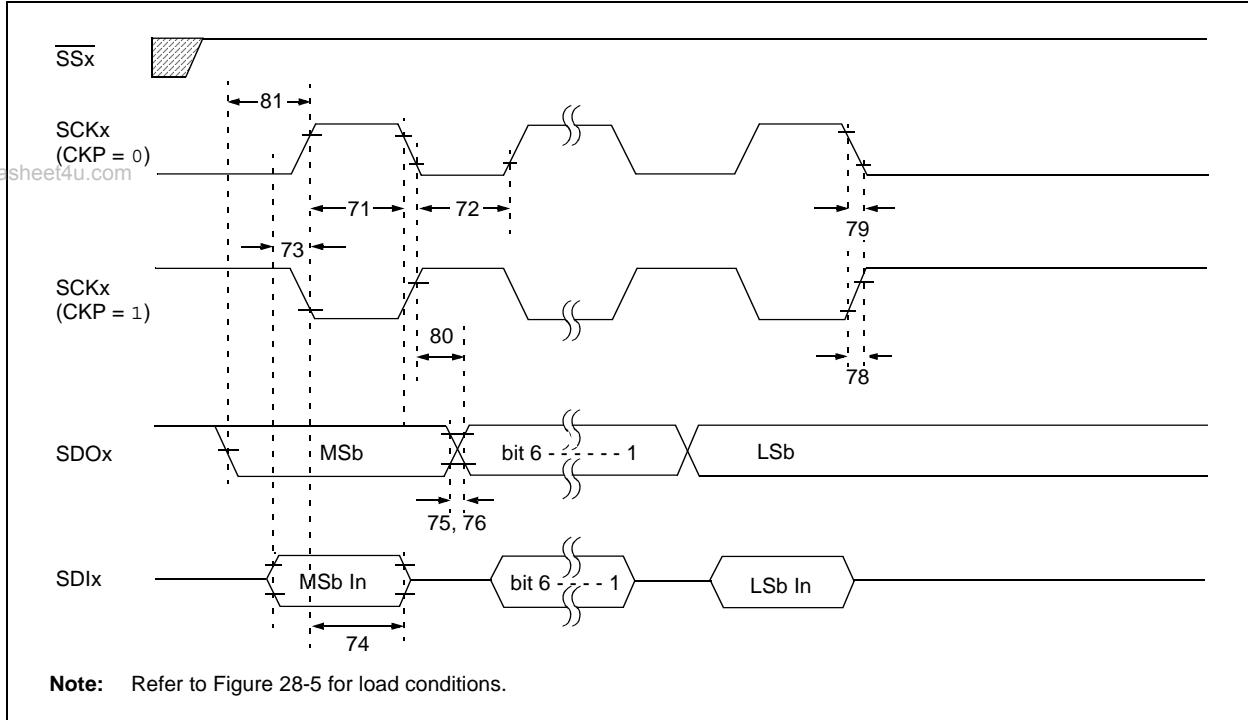 SSx
81
SCKx
(CKP = 0)
asheet4u.com
71
72
79
73
SCKx
(CKP = 1)
80
78
SDOx
MSb
bit 6 - - - - - - 1
LSb
75, 76
SDIx
MSb In
bit 6 - - - - - 1
LSb In
74
Note: Refer to Figure 28-5 for load conditions.